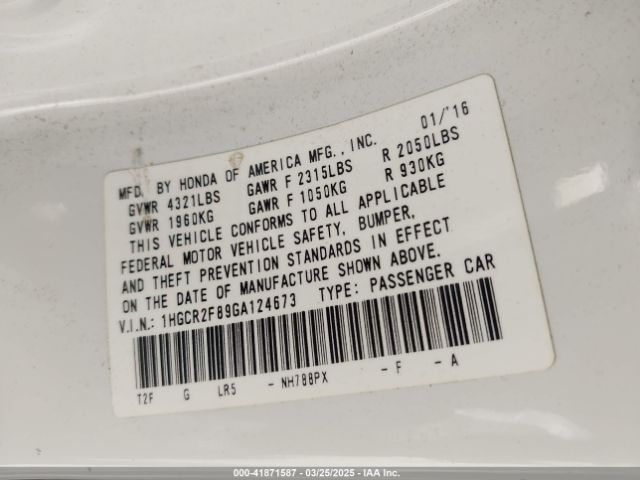 01/'16
MFD. BY HONDA OF AMERICA MFG., INC.
GVWR 4321LBS GAWR F 2315LBS R 2050LBS
GVWR 1960KG GAWR F 1050KG R 930KG
THIS VEHICLE CONFORMS TO ALL APPLICABLE
FEDERAL MOTOR VEHICLE SAFETY, BUMPER,
AND THEFT PREVENTION STANDARDS IN EFFECT
ON THE DATE OF MANUFACTURE SHOWN ABOVE.
V.I.N.: 1HGCR2F89GA124673 TYPE: PASSENGER CAR
T2F G LR5 - NH788PX - F - A
000-41871587 | 03/25/2025 - IAA Inc. | Copyright